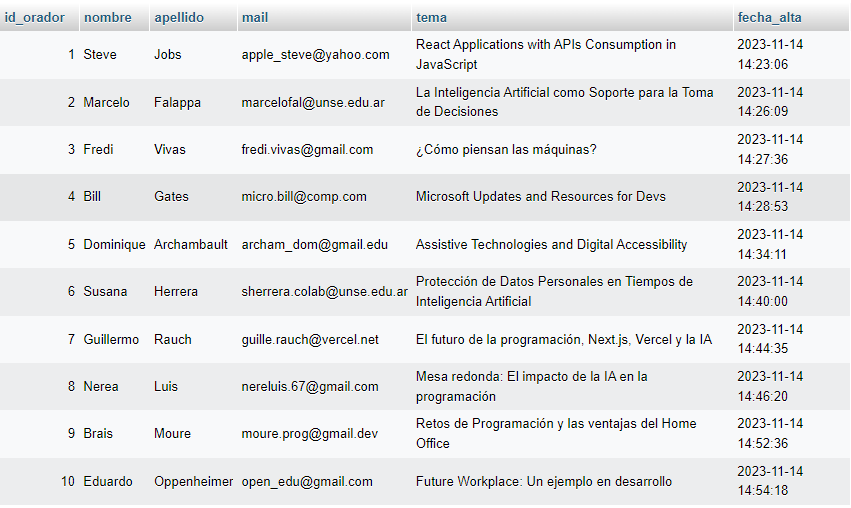 id_orador nombre apellido mail tema fecha_alta
1 Steve Jobs apple_steve@yahoo.com React Applications with APIs Consumption in JavaScript 2023-11-14 14:23:06
2 Marcelo Falappa marcelofal@unse.edu.ar La Inteligencia Artificial como Soporte para la Toma de Decisiones 2023-11-14 14:26:09
3 Fredi Vivas fredi.vivas@gmail.com ¿Cómo piensan las máquinas? 2023-11-14 14:27:36
4 Bill Gates micro.bill@comp.com Microsoft Updates and Resources for Devs 2023-11-14 14:28:53
5 Dominique Archambault archam_dom@gmail.edu Assistive Technologies and Digital Accessibility 2023-11-14 14:34:11
6 Susana Herrera sherrera.colab@unse.edu.ar Protección de Datos Personales en Tiempos de Inteligencia Artificial 2023-11-14 14:40:00
7 Guillermo Rauch guille.rauch@vercel.net El futuro de la programación, Next.js, Vercel y la IA 2023-11-14 14:44:35
8 Nerea Luis nereluis.67@gmail.com Mesa redonda: El impacto de la IA en la programación 2023-11-14 14:46:20
9 Brais Moure moure.prog@gmail.dev Retos de Programación y las ventajas del Home Office 2023-11-14 14:52:36
10 Eduardo Oppenheimer open_edu@gmail.com Future Workplace: Un ejemplo en desarrollo 2023-11-14 14:54:18